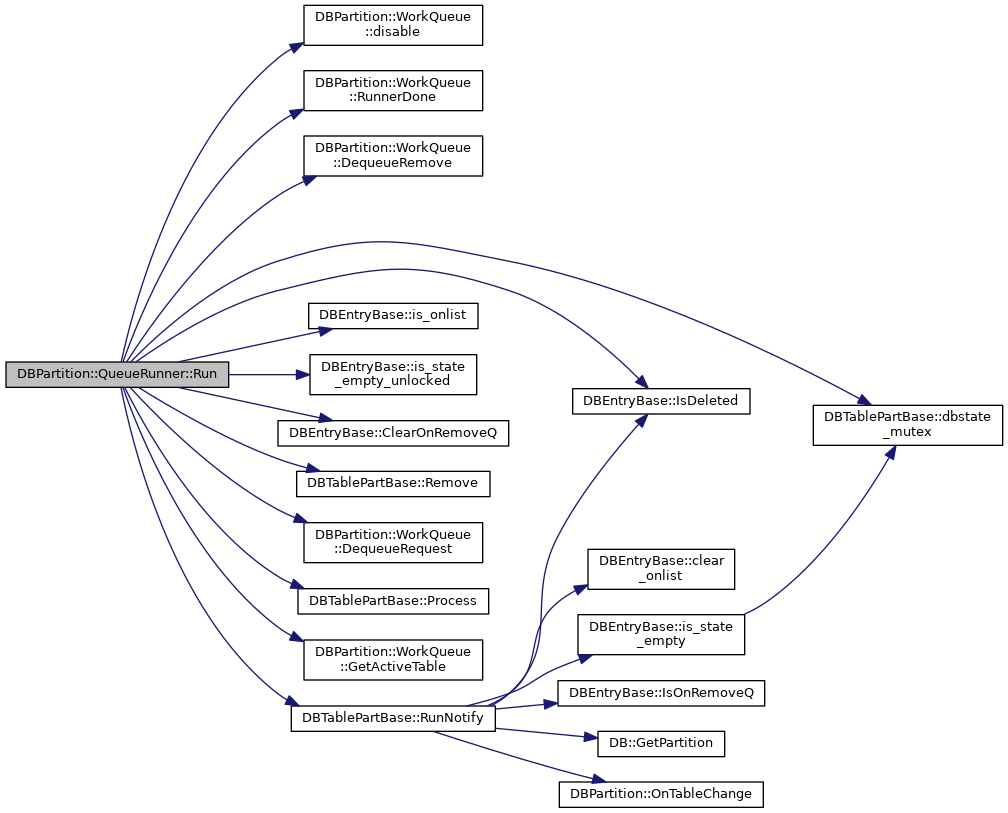 DBPartition::WorkQueue
::disable
DBPartition::WorkQueue
::RunnerDone
DBPartition::WorkQueue
::DequeueRemove
DBEntryBase::is_onlist
DBPartition::QueueRunner::Run
DBEntryBase::is_state
_empty_unlocked
DBEntryBase::IsDeleted
DBTablePartBase::dbstate
_mutex
DBEntryBase::ClearOnRemoveQ
DBTablePartBase::Remove
DBPartition::WorkQueue
::DequeueRequest
DBEntryBase::clear
_onlist
DBTablePartBase::Process
DBEntryBase::is_state
_empty
DBPartition::WorkQueue
::GetActiveTable
DBEntryBase::IsOnRemoveQ
DBTablePartBase::RunNotify
DB::GetPartition
DBPartition::OnTableChange